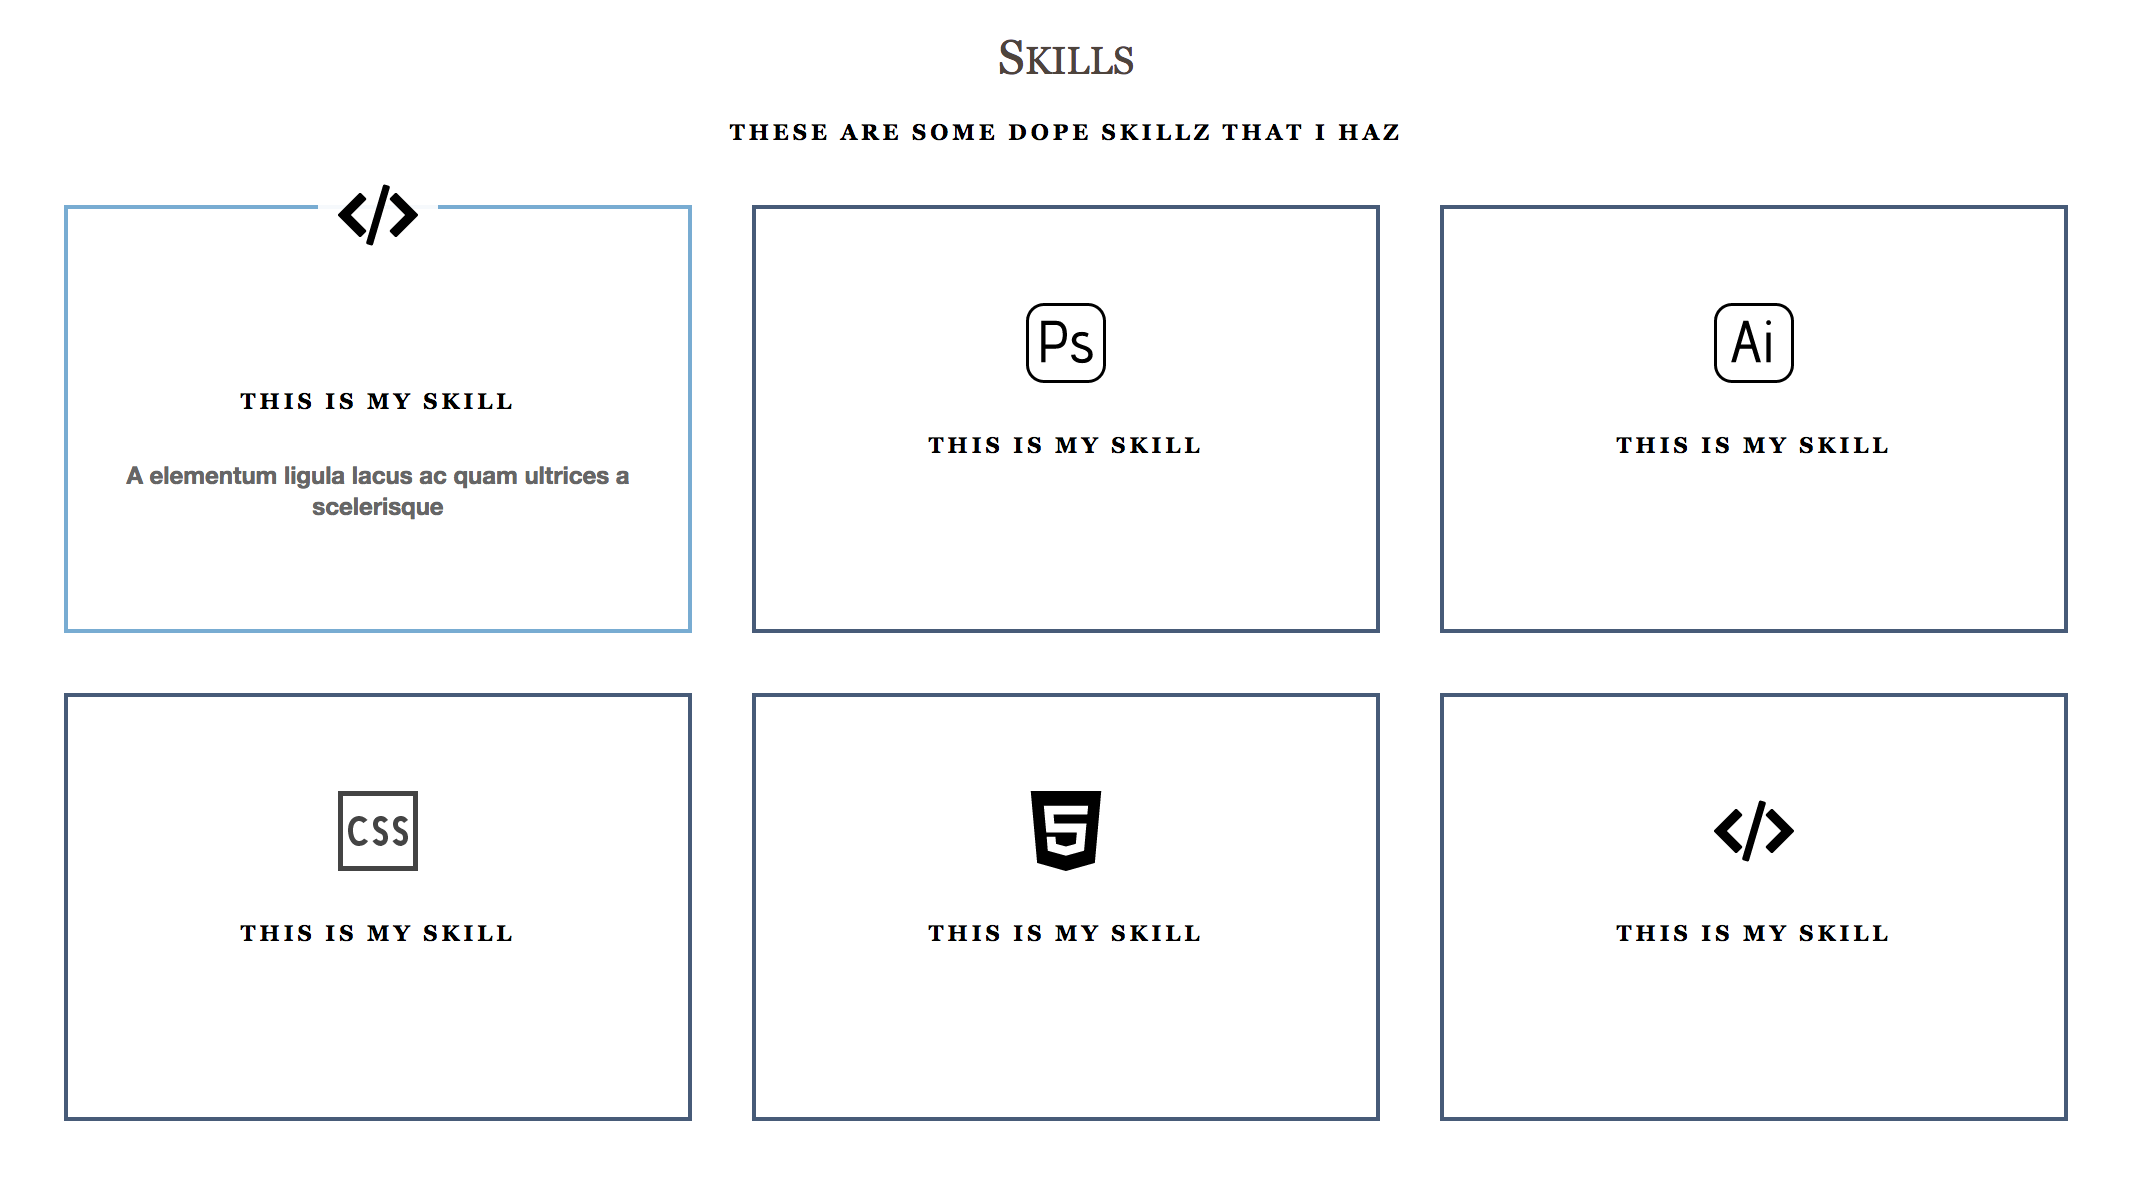 Skills
THESE ARE SOME DOPE SKILLZ THAT I HAZ
</>
THIS IS MY SKILL
A elementum ligula lacus ac quam ultrices a
scelerisque
Ps
THIS IS MY SKILL
Ai
THIS IS MY SKILL
CSS
THIS IS MY SKILL
5
THIS IS MY SKILL
</>
THIS IS MY SKILL